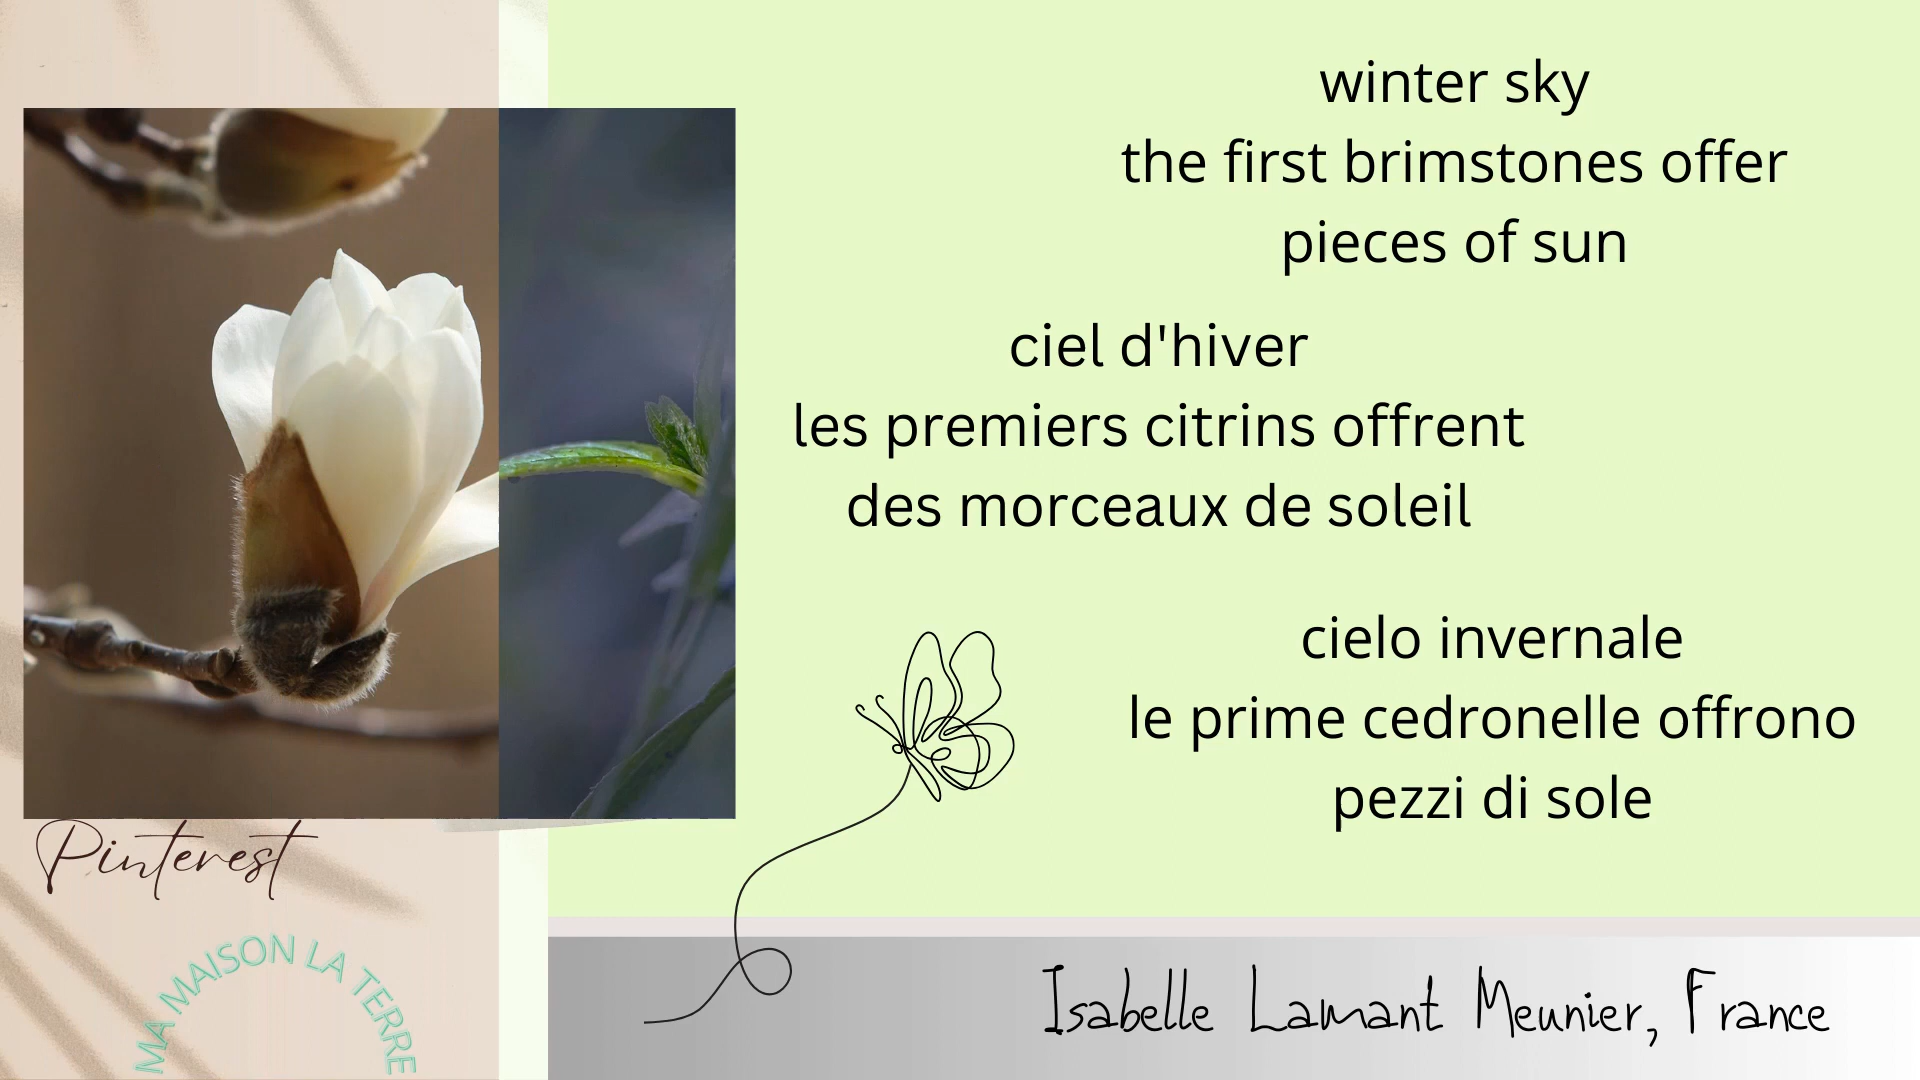 winter sky
the first brimstones offer
pieces of sun
ciel d'hiver
les premiers citrins offrent
des morceaux de soleil
cielo invernale
le prime cedronelle offrono
pezzi di sole
Pinterest
MA MAISON LA TERRE
Isabelle Lamant Meunier, France